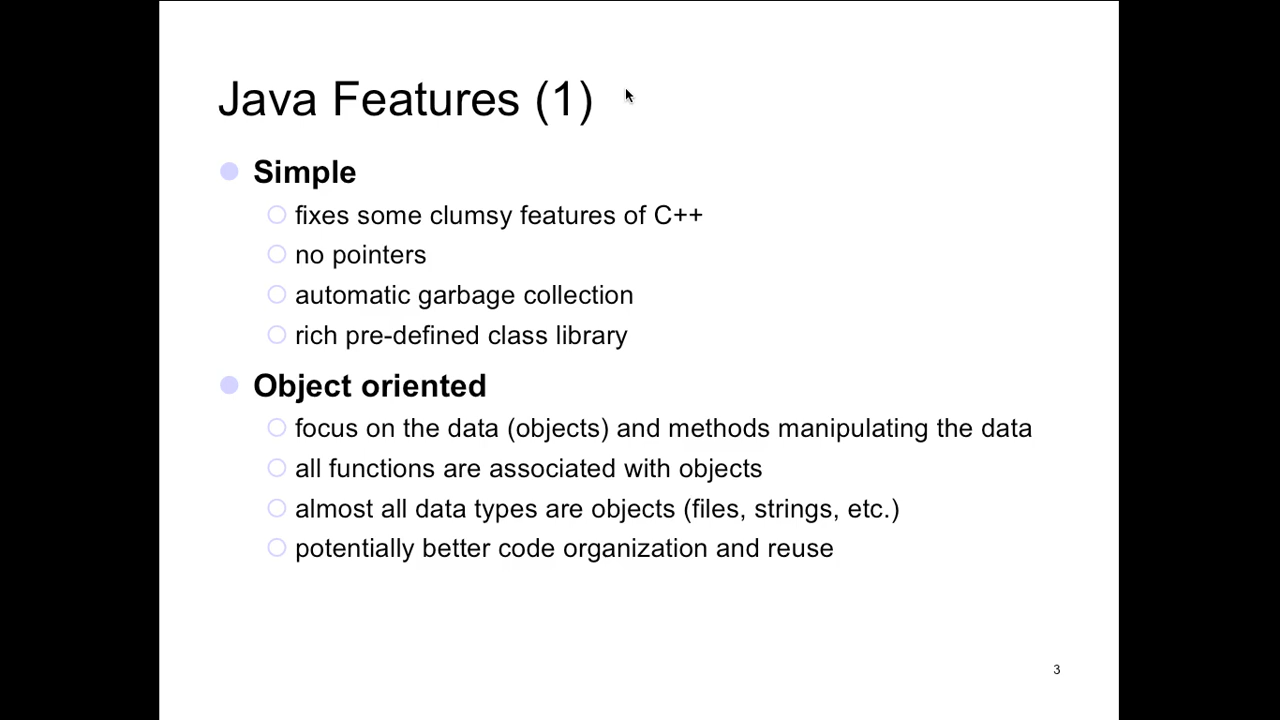 Java Features (1)
Simple
fixes some clumsy features of C++
no pointers
automatic garbage collection
rich pre-defined class library
Object oriented
focus on the data (objects) and methods manipulating the data
all functions are associated with objects
almost all data types are objects (files, strings, etc.)
potentially better code organization and reuse
3